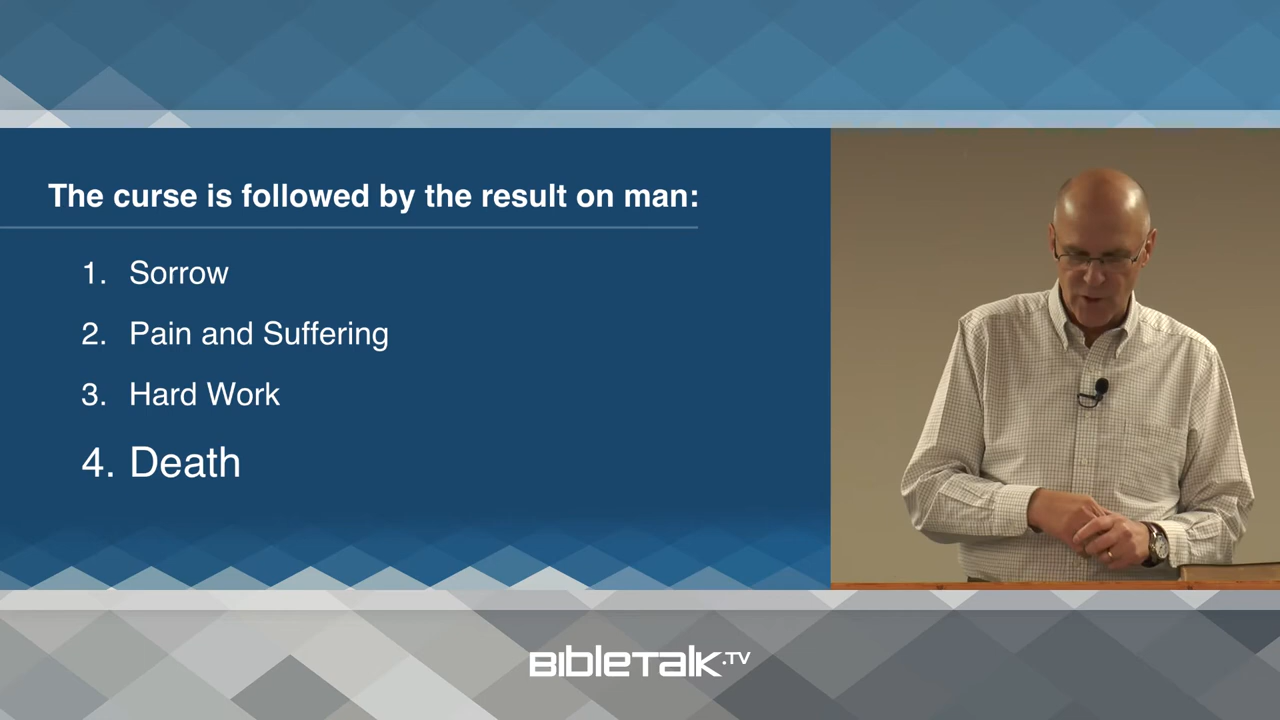 The curse is followed by the result on man:
1. Sorrow
2. Pain and Suffering
3. Hard Work
4. Death
BIBLETALK.TV